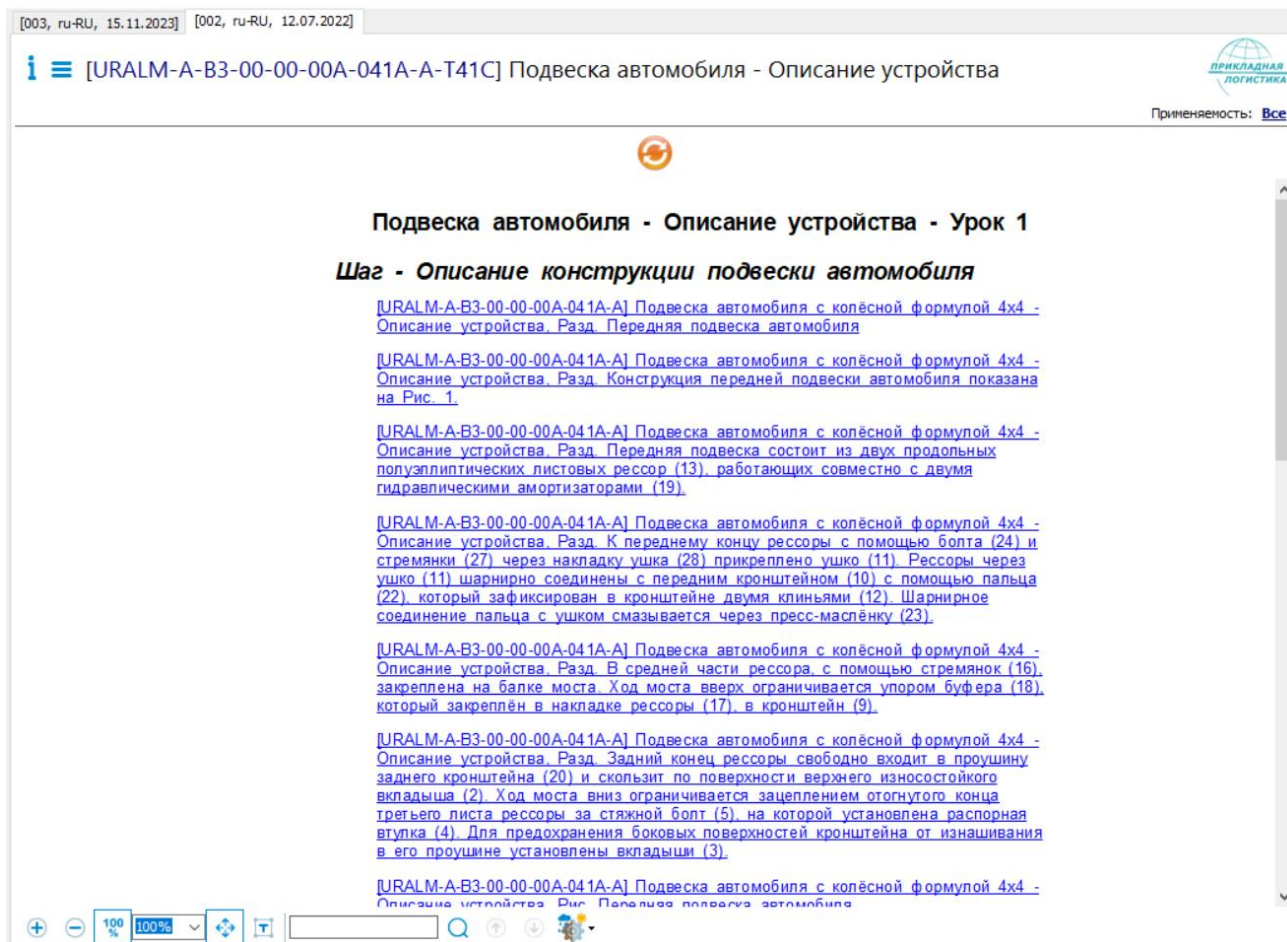 [003, ru-RU, 15.11.2023] [002, ru-RU, 12.07.2022]
[URALM-A-B3-00-00-00A-041A-A-T41C] Подвеска автомобиля - Описание устройства
ПРИКЛАДНАЯ
ЛОГИСТИКА
Применяемость: Все
Подвеска автомобиля - Описание устройства - Урок 1
Шаг - Описание конструкции подвески автомобиля
[URALM-A-B3-00-00-00A-041A-A] Подвеска автомобиля с колёсной формулой 4х4 -
Описание устройства, Разд. Передняя подвеска автомобиля
[URALM-A-B3-00-00-00A-041A-A] Подвеска автомобиля с колёсной формулой 4х4 -
Описание устройства, Разд. Конструкция передней подвески автомобиля показана
на Рис. 1.
[URALM-A-B3-00-00-00A-041A-A] Подвеска автомобиля с колёсной формулой 4х4 -
Описание устройства, Разд. Передняя подвеска состоит из двух продольных
полуэллиптических листовых рессор (13), работающих совместно с двумя
гидравлическими амортизаторами (19).
[URALM-A-B3-00-00-00A-041A-A] Подвеска автомобиля с колёсной формулой 4х4 -
Описание устройства, Разд. К переднему концу рессоры с помощью болта (24) и
стремянки (27) через накладку ушка (28) прикреплено ушко (11). Рессоры через
ушко (11) шарнирно соединены с передним кронштейном (10) с помощью пальца
(22), который зафиксирован в кронштейне двумя клиньями (12). Шарнирное
соединение пальца с ушком смазывается через пресс-маслёнку (23).
[URALM-A-B3-00-00-00A-041A-A] Подвеска автомобиля с колёсной формулой 4х4 -
Описание устройства, Разд. В средней части рессора, с помощью стремянок (16),
закреплена на балке моста. Ход моста вверх ограничивается упором буфера (18),
который закреплён в накладке рессоры (17), в кронштейн (9).
[URALM-A-B3-00-00-00A-041A-A] Подвеска автомобиля с колёсной формулой 4х4 -
Описание устройства, Разд. Задний конец рессоры свободно входит в проушину
заднего кронштейна (20) и скользит по поверхности верхнего износостойкого
вкладыша (2). Ход моста вниз ограничивается зацеплением отогнутого конца
третьего листа рессоры за стяжной болт (5), на которой установлена распорная
втулка (4). Для предохранения боковых поверхностей кронштейна от изнашивания
в его проушине установлены вкладыши (3).
[URALM-A-B3-00-00-00A-041A-A] Подвеска автомобиля с колёсной формулой 4х4 -
Описание устройства, Рис. Передняя подвеска автомобиля
100
%
100%
T